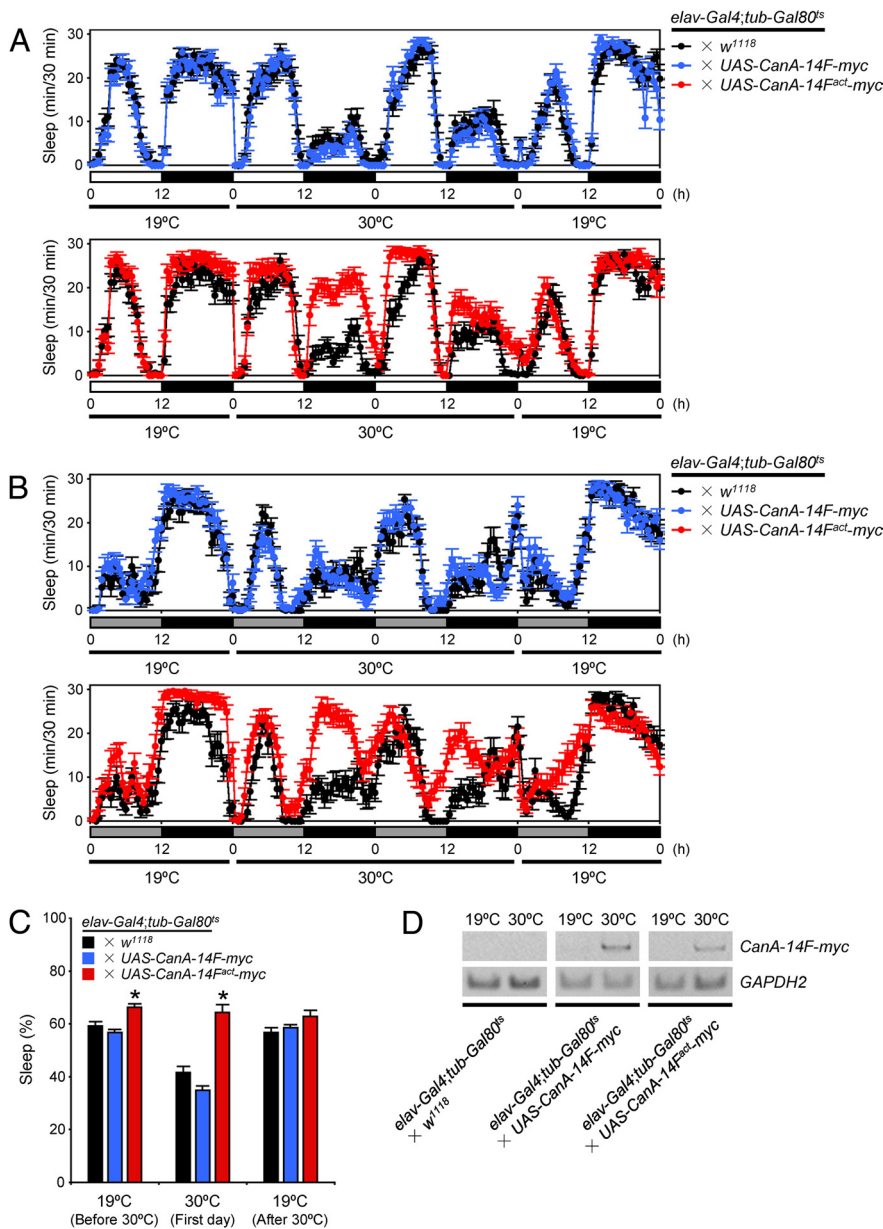 A
elav-Gal4;tub-Gal80ts
× w1118
× UAS-CanA-14F-myc
× UAS-CanA-14Fact-myc
Sleep (min/30 min)
30
20
10
0
0 12 0 12 0 12 0 12 0 (h)
19ºC 30ºC 19ºC
Sleep (min/30 min)
30
20
10
0
0 12 0 12 0 12 0 12 0 (h)
19ºC 30ºC 19ºC
B
elav-Gal4;tub-Gal80ts
× w1118
× UAS-CanA-14F-myc
× UAS-CanA-14Fact-myc
Sleep (min/30 min)
30
20
10
0
0 12 0 12 0 12 0 12 0 (h)
19ºC 30ºC 19ºC
Sleep (min/30 min)
30
20
10
0
0 12 0 12 0 12 0 12 0 (h)
19ºC 30ºC 19ºC
C
elav-Gal4;tub-Gal80ts
× w1118
× UAS-CanA-14F-myc
× UAS-CanA-14Fact-myc
Sleep (%)
100
80
60
40
20
0
* *
19ºC 30ºC 19ºC
(Before 30ºC) (First day) (After 30ºC)
D
19ºC 30ºC 19ºC 30ºC 19ºC 30ºC
CanA-14F-myc
GAPDH2
elav-Gal4;tub-Gal80ts
+ w1118
elav-Gal4;tub-Gal80ts
+ UAS-CanA-14F-myc
elav-Gal4;tub-Gal80ts
+ UAS-CanA-14Fact-myc